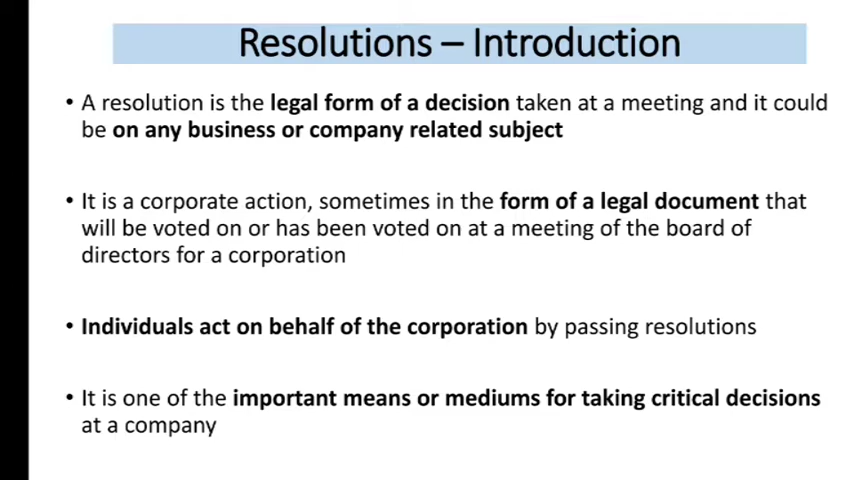 Resolutions – Introduction
• A resolution is the legal form of a decision taken at a meeting and it could
be on any business or company related subject
• It is a corporate action, sometimes in the form of a legal document that
will be voted on or has been voted on at a meeting of the board of
directors for a corporation
• Individuals act on behalf of the corporation by passing resolutions
• It is one of the important means or mediums for taking critical decisions
at a company